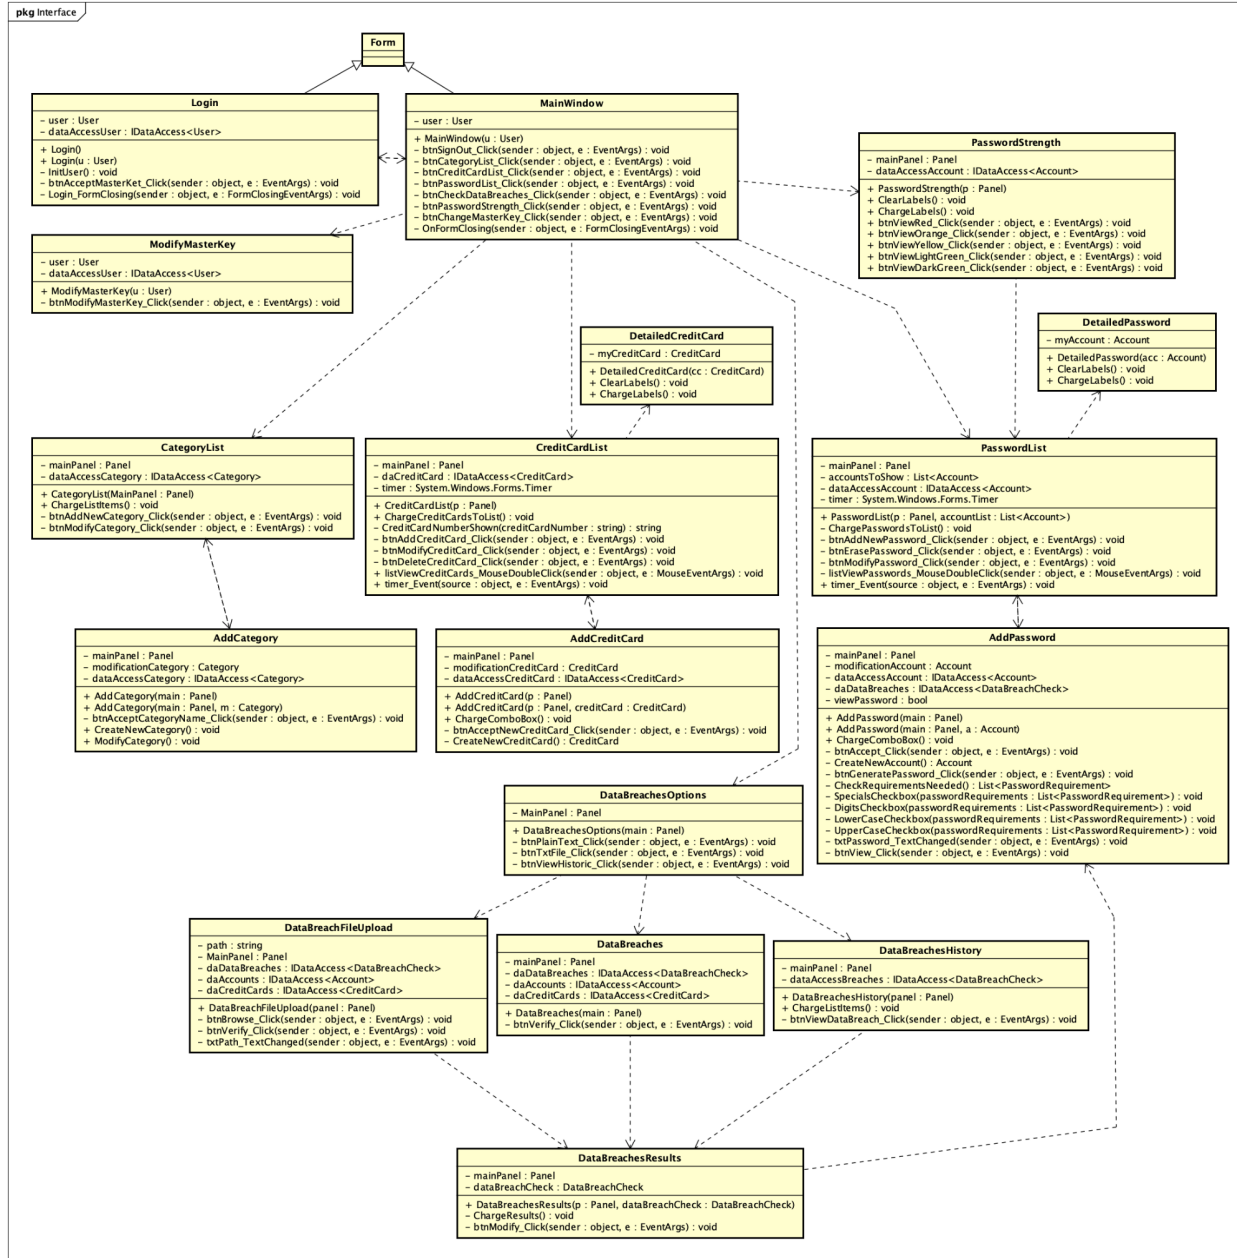 pkg Interface
Form
Login
– user : User
– dataAccessUser : IDataAccess<User>
+ Login()
+ Login(u : User)
– InitUser() : void
– btnAcceptMasterKet_Click(sender : object, e : EventArgs) : void
– Login_FormClosing(sender : object, e : FormClosingEventArgs) : void
MainWindow
– user : User
+ MainWindow(u : User)
– btnSignOut_Click(sender : object, e : EventArgs) : void
– btnCategoryList_Click(sender : object, e : EventArgs) : void
– btnCreditCardList_Click(sender : object, e : EventArgs) : void
– btnPasswordList_Click(sender : object, e : EventArgs) : void
– btnCheckDataBreaches_Click(sender : object, e : EventArgs) : void
– btnPasswordStrength_Click(sender : object, e : EventArgs) : void
– btnChangeMasterKey_Click(sender : object, e : EventArgs) : void
– OnFormClosing(sender : object, e : FormClosingEventArgs) : void
PasswordStrength
– mainPanel : Panel
– dataAccessAccount : IDataAccess<Account>
+ PasswordStrength(p : Panel)
+ ClearLabels() : void
+ ChargeLabels() : void
+ btnViewRed_Click(sender : object, e : EventArgs) : void
+ btnViewOrange_Click(sender : object, e : EventArgs) : void
+ btnViewYellow_Click(sender : object, e : EventArgs) : void
+ btnViewLightGreen_Click(sender : object, e : EventArgs) : void
+ btnViewDarkGreen_Click(sender : object, e : EventArgs) : void
ModifyMasterKey
– user : User
– dataAccessUser : IDataAccess<User>
+ ModifyMasterKey(u : User)
– btnModifyMasterKey_Click(sender : object, e : EventArgs) : void
DetailedCreditCard
– myCreditCard : CreditCard
+ DetailedCreditCard(cc : CreditCard)
+ ClearLabels() : void
+ ChargeLabels() : void
DetailedPassword
– myAccount : Account
+ DetailedPassword(acc : Account)
+ ClearLabels() : void
+ ChargeLabels() : void
CategoryList
– mainPanel : Panel
– dataAccessCategory : IDataAccess<Category>
+ CategoryList(MainPanel : Panel)
+ ChargeListItems() : void
– btnAddNewCategory_Click(sender : object, e : EventArgs) : void
– btnModifyCategory_Click(sender : object, e : EventArgs) : void
CreditCardList
– mainPanel : Panel
– daCreditCard : IDataAccess<CreditCard>
– timer : System.Windows.Forms.Timer
+ CreditCardList(p : Panel)
+ ChargeCreditCardsToList() : void
– CreditCardNumberShown(creditCardNumber : string) : string
– btnAddCreditCard_Click(sender : object, e : EventArgs) : void
– btnModifyCreditCard_Click(sender : object, e : EventArgs) : void
– btnDeleteCreditCard_Click(sender : object, e : EventArgs) : void
+ listViewCreditCards_MouseDoubleClick(sender : object, e : MouseEventArgs) : void
+ timer_Event(source : object, e : EventArgs) : void
PasswordList
– mainPanel : Panel
– accountsToShow : List<Account>
– dataAccessAccount : IDataAccess<Account>
– timer : System.Windows.Forms.Timer
+ PasswordList(p : Panel, accountList : List<Account>)
– ChargePasswordsToList() : void
– btnAddNewPassword_Click(sender : object, e : EventArgs) : void
– btnErasePassword_Click(sender : object, e : EventArgs) : void
– btnModifyPassword_Click(sender : object, e : EventArgs) : void
– listViewPasswords_MouseDoubleClick(sender : object, e : MouseEventArgs) : void
+ timer_Event(source : object, e : EventArgs) : void
AddCategory
– mainPanel : Panel
– modificationCategory : Category
– dataAccessCategory : IDataAccess<Category>
+ AddCategory(main : Panel)
+ AddCategory(main : Panel, m : Category)
– btnAcceptCategoryName_Click(sender : object, e : EventArgs) : void
+ CreateNewCategory() : void
+ ModifyCategory() : void
AddCreditCard
– mainPanel : Panel
– modificationCreditCard : CreditCard
– dataAccessCreditCard : IDataAccess<CreditCard>
+ AddCreditCard(p : Panel)
+ AddCreditCard(p : Panel, creditCard : CreditCard)
+ ChargeComboBox() : void
– btnAcceptNewCreditCard_Click(sender : object, e : EventArgs) : void
– CreateNewCreditCard() : CreditCard
AddPassword
– mainPanel : Panel
– modificationAccount : Account
– dataAccessAccount : IDataAccess<Account>
– daDataBreaches : IDataAccess<DataBreachCheck>
– viewPassword : bool
+ AddPassword(main : Panel)
+ AddPassword(main : Panel, a : Account)
+ ChargeComboBox() : void
– btnAccept_Click(sender : object, e : EventArgs) : void
– CreateNewAccount() : Account
– btnGeneratePassword_Click(sender : object, e : EventArgs) : void
– CheckRequirementsNeeded() : List<PasswordRequirement>
– SpecialsCheckbox(passwordRequirements : List<PasswordRequirement>) : void
– DigitsCheckbox(passwordRequirements : List<PasswordRequirement>) : void
– LowerCaseCheckbox(passwordRequirements : List<PasswordRequirement>) : void
– UpperCaseCheckbox(passwordRequirements : List<PasswordRequirement>) : void
– txtPassword_TextChanged(sender : object, e : EventArgs) : void
– btnView_Click(sender : object, e : EventArgs) : void
DataBreachesOptions
– MainPanel : Panel
+ DataBreachesOptions(main : Panel)
– btnPlainText_Click(sender : object, e : EventArgs) : void
– btnTxtFile_Click(sender : object, e : EventArgs) : void
– btnViewHistoric_Click(sender : object, e : EventArgs) : void
DataBreachFileUpload
– path : string
– MainPanel : Panel
– daDataBreaches : IDataAccess<DataBreachCheck>
– daAccounts : IDataAccess<Account>
– daCreditCards : IDataAccess<CreditCard>
+ DataBreachFileUpload(panel : Panel)
– btnBrowse_Click(sender : object, e : EventArgs) : void
– btnVerify_Click(sender : object, e : EventArgs) : void
– txtPath_TextChanged(sender : object, e : EventArgs) : void
DataBreaches
– mainPanel : Panel
– daDataBreaches : IDataAccess<DataBreachCheck>
– daAccounts : IDataAccess<Account>
– daCreditCards : IDataAccess<CreditCard>
+ DataBreaches(main : Panel)
– btnVerify_Click(sender : object, e : EventArgs) : void
DataBreachesHistory
– mainPanel : Panel
– dataAccessBreaches : IDataAccess<DataBreachCheck>
+ DataBreachesHistory(panel : Panel)
+ ChargeListItems() : void
– btnViewDataBreach_Click(sender : object, e : EventArgs) : void
DataBreachesResults
– mainPanel : Panel
– dataBreachCheck : DataBreachCheck
+ DataBreachesResults(p : Panel, dataBreachCheck : DataBreachCheck)
– ChargeResults() : void
– btnModify_Click(sender : object, e : EventArgs) : void